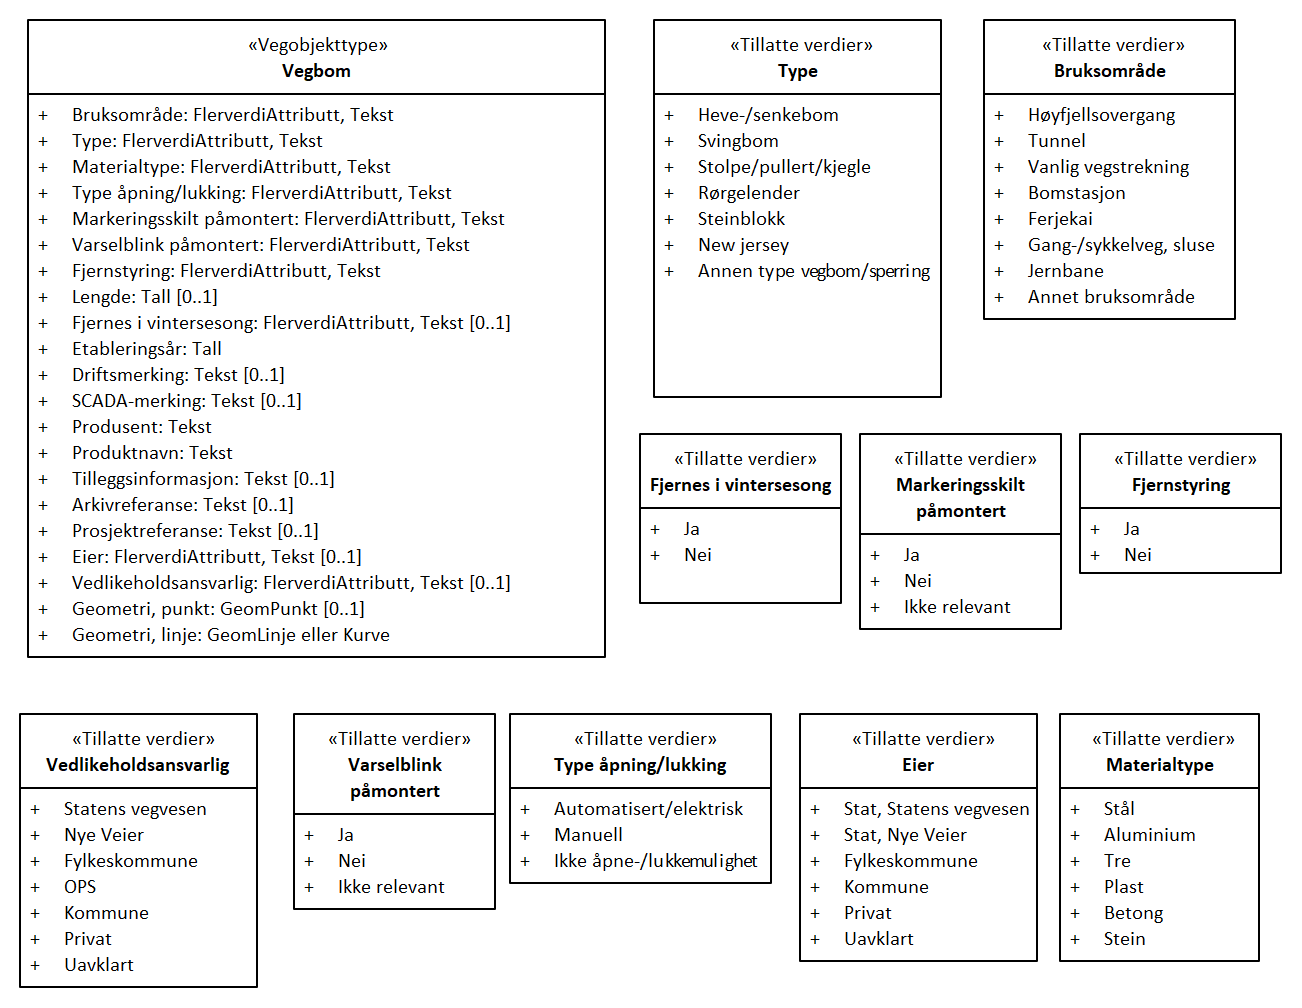 «Vegobjekttype»
Vegbom
+ Bruksområde: FlerverdiAttributt, Tekst
+ Type: FlerverdiAttributt, Tekst
+ Materialtype: FlerverdiAttributt, Tekst
+ Type åpning/lukking: FlerverdiAttributt, Tekst
+ Markeringsskilt påmontert: FlerverdiAttributt, Tekst
+ Varselblink påmontert: FlerverdiAttributt, Tekst
+ Fjernstyring: FlerverdiAttributt, Tekst
+ Lengde: Tall [0..1]
+ Fjernes i vintersesong: FlerverdiAttributt, Tekst [0..1]
+ Etableringsår: Tall
+ Driftsmerking: Tekst [0..1]
+ SCADA-merking: Tekst [0..1]
+ Produsent: Tekst
+ Produktnavn: Tekst
+ Tilleggsinformasjon: Tekst [0..1]
+ Arkivreferanse: Tekst [0..1]
+ Prosjektreferanse: Tekst [0..1]
+ Eier: FlerverdiAttributt, Tekst [0..1]
+ Vedlikeholdsansvarlig: FlerverdiAttributt, Tekst [0..1]
+ Geometri, punkt: GeomPunkt [0..1]
+ Geometri, linje: GeomLinje eller Kurve
«Tillatte verdier»
Type
+ Heve-/senkebom
+ Svingbom
+ Stolpe/pullert/kjegle
+ Rørgelender
+ Steinblokk
+ New jersey
+ Annen type vegbom/sperring
«Tillatte verdier»
Bruksområde
+ Høyfjellsovergang
+ Tunnel
+ Vanlig vegstrekning
+ Bomstasjon
+ Ferjekai
+ Gang-/sykkelveg, sluse
+ Jernbane
+ Annet bruksområde
«Tillatte verdier»
Fjernes i vintersesong
+ Ja
+ Nei
«Tillatte verdier»
Markeringsskilt
påmontert
+ Ja
+ Nei
+ Ikke relevant
«Tillatte verdier»
Fjernstyring
+ Ja
+ Nei
«Tillatte verdier»
Vedlikeholdsansvarlig
+ Statens vegvesen
+ Nye Veier
+ Fylkeskommune
+ OPS
+ Kommune
+ Privat
+ Uavklart
«Tillatte verdier»
Varselblink
påmontert
+ Ja
+ Nei
+ Ikke relevant
«Tillatte verdier»
Type åpning/lukking
+ Automatisert/elektrisk
+ Manuell
+ Ikke åpne-/lukkemulighet
«Tillatte verdier»
Eier
+ Stat, Statens vegvesen
+ Stat, Nye Veier
+ Fylkeskommune
+ Kommune
+ Privat
+ Uavklart
«Tillatte verdier»
Materialtype
+ Stål
+ Aluminium
+ Tre
+ Plast
+ Betong
+ Stein